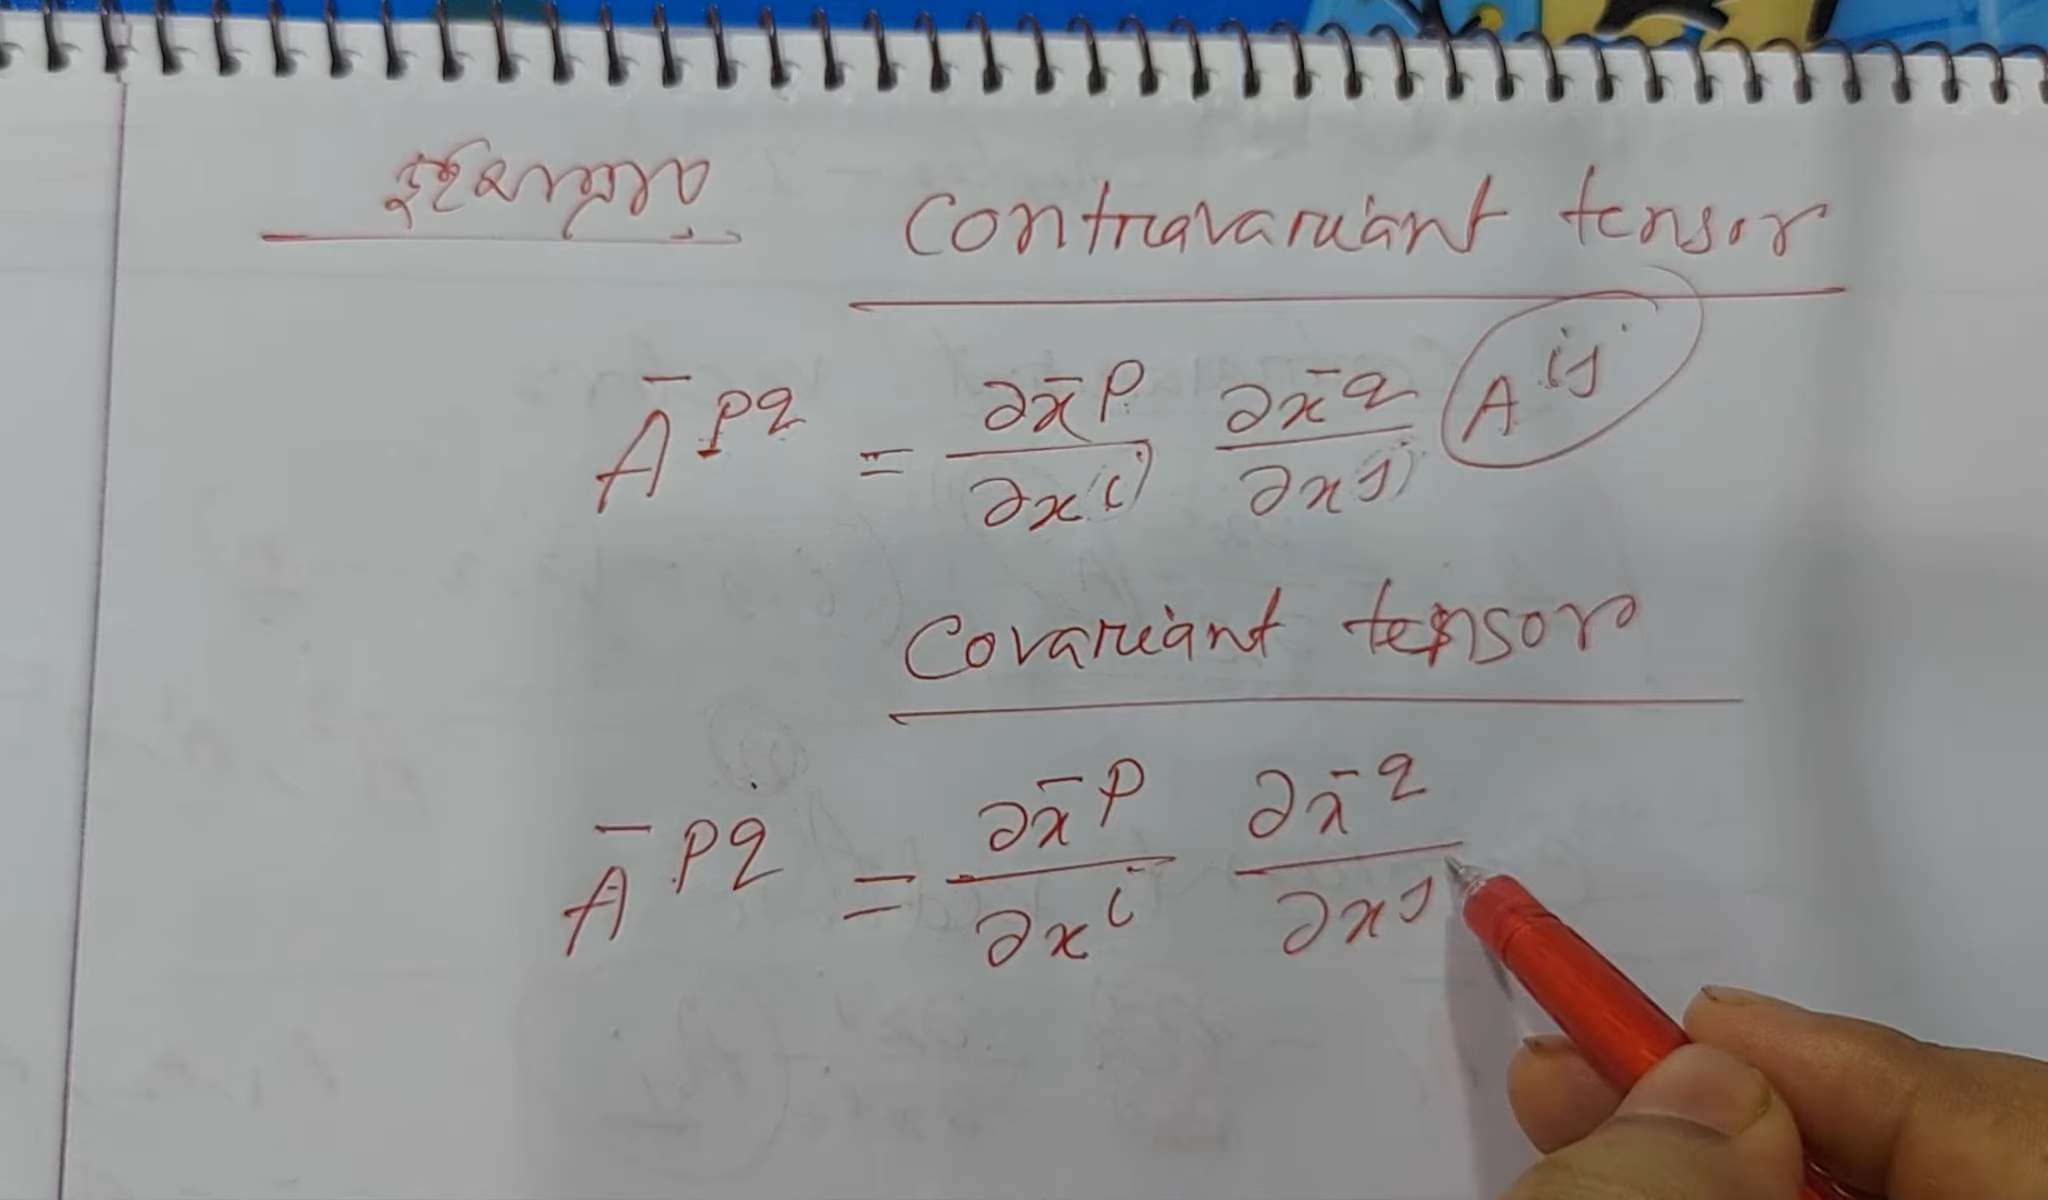 Contravariant tensor
A̅^{pq} = ∂x̅^p/∂x^i ∂x̅^q/∂x^j A^{ij}
Covariant tensor
A̅^{pq} = ∂x̅^p/∂x^i ∂x̅^q/∂x^j